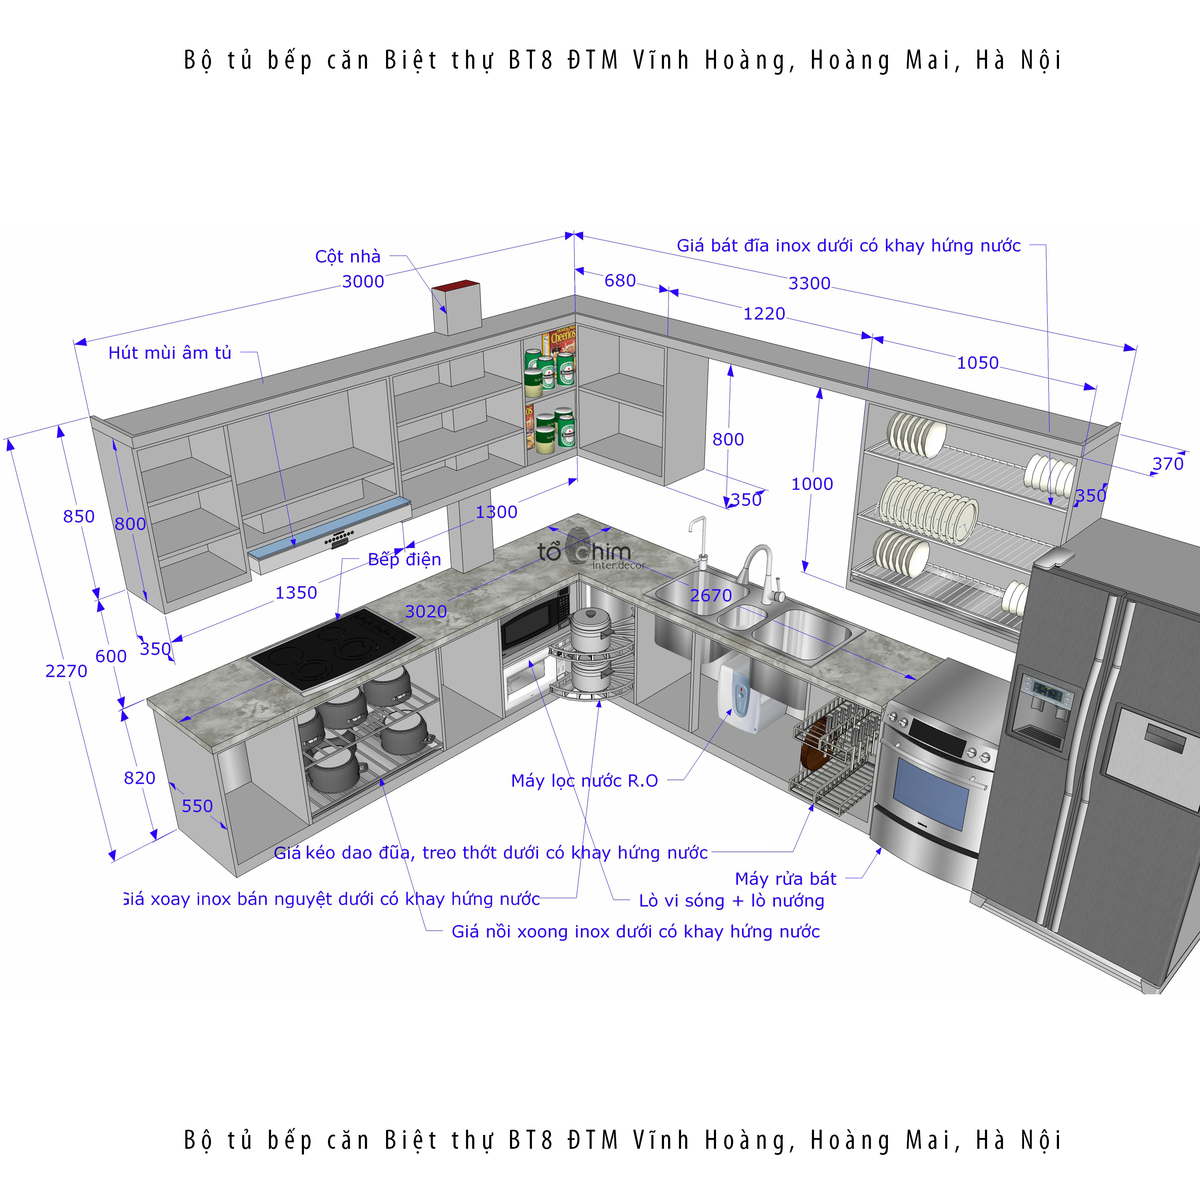 Bộ tủ bếp căn Biệt thự BT8 ĐTM Vĩnh Hoàng, Hoàng Mai, Hà Nội
Giá bát đĩa inox dưới có khay hứng nước
Cột nhà
3000
680
3300
1220
Hút mùi âm tủ
1050
800
370
1000
350
350
850
800
1300
Bếp điện
1350
3020
2670
tổ chim
inter.decor
350
600
2270
820
550
Máy lọc nước R.O
Giá kéo dao đũa, treo thớt dưới có khay hứng nước
Máy rửa bát
Giá xoay inox bán nguyệt dưới có khay hứng nước
Lò vi sóng + lò nướng
Giá nồi xoong inox dưới có khay hứng nước
Bộ tủ bếp căn Biệt thự BT8 ĐTM Vĩnh Hoàng, Hoàng Mai, Hà Nội